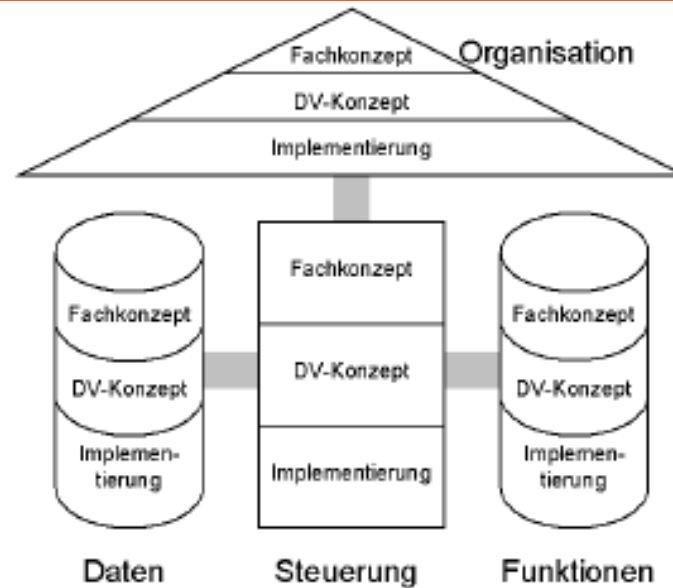 Fachkonzept
Organisation
DV-Konzept
Implementierung
Fachkonzept
DV-Konzept
Implemen-
tierung
Fachkonzept
DV-Konzept
Implementierung
Fachkonzept
DV-Konzept
Implemen-
tierung
Daten
Steuerung
Funktionen